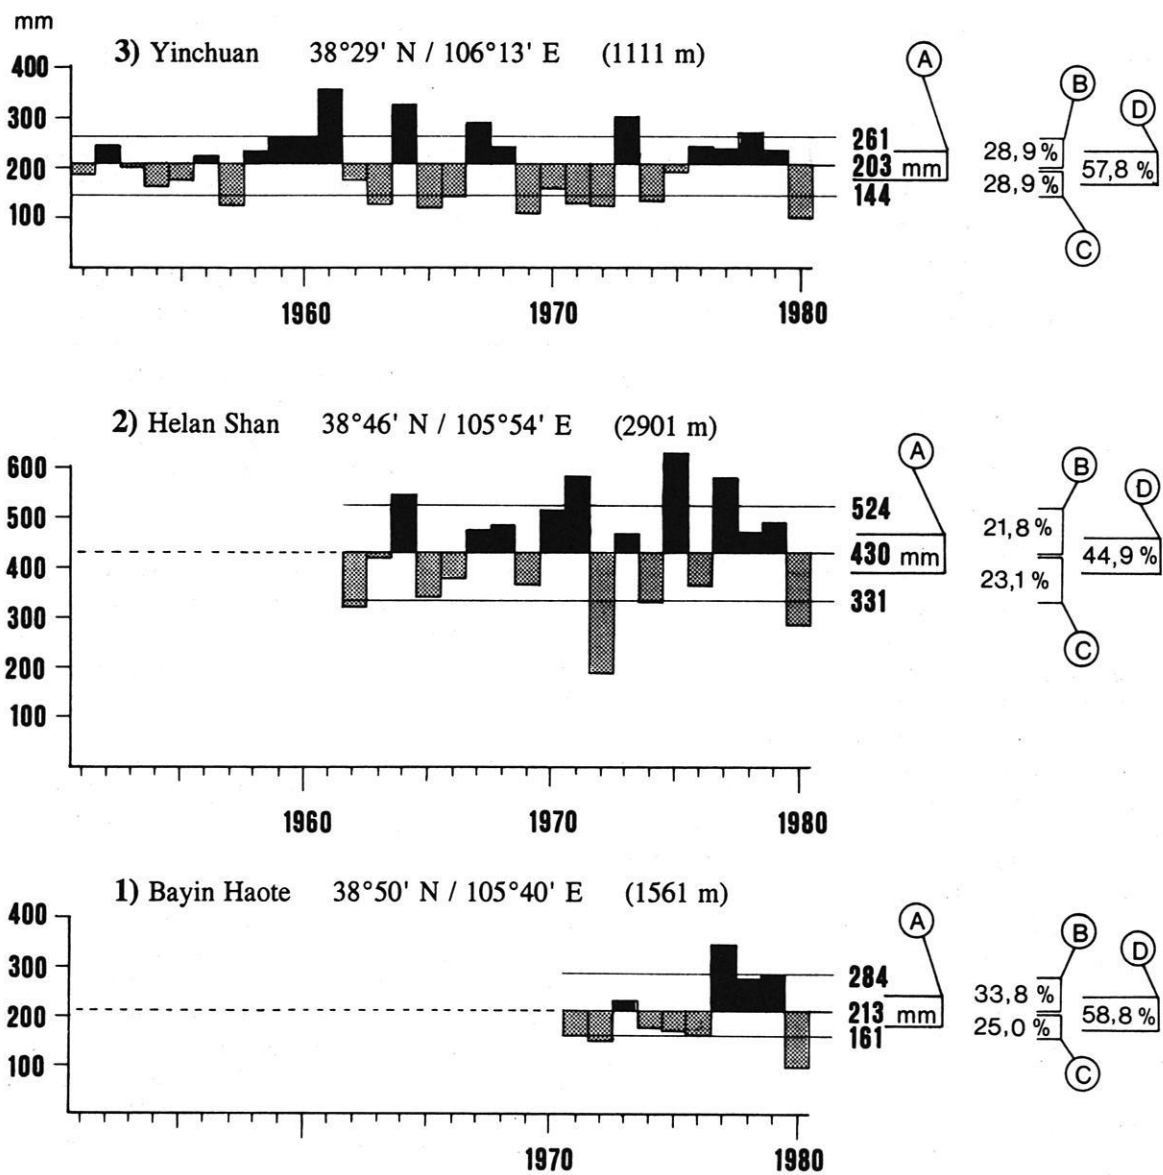 mm
3) Yinchuan 38°29' N / 106°13' E (1111 m)
A
B
D
400
300
200
100
261
203 mm
144
28,9 %
28,9 %
57,8 %
C
1960 1970 1980
2) Helan Shan 38°46' N / 105°54' E (2901 m)
A
B
D
600
500
400
300
200
100
524
430 mm
331
21,8 %
23,1 %
44,9 %
C
1960 1970 1980
1) Bayin Haote 38°50' N / 105°40' E (1561 m)
A
B
D
400
300
200
100
284
213 mm
161
33,8 %
25,0 %
58,8 %
C
1970 1980